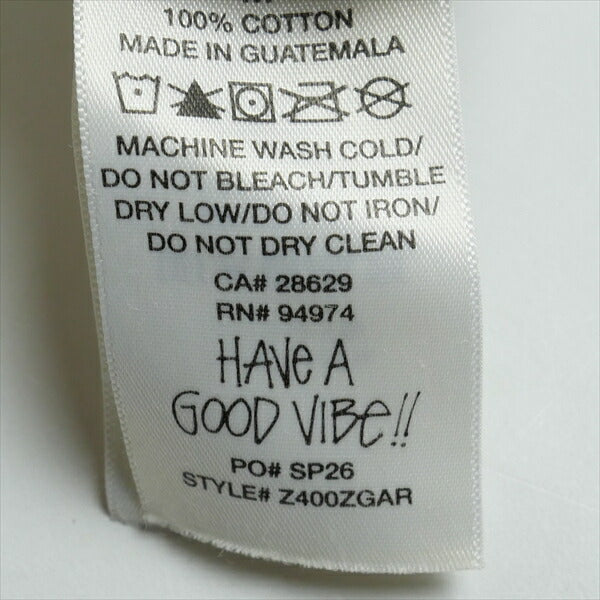 100% COTTON
MADE IN GUATEMALA
MACHINE WASH COLD/
DO NOT BLEACH/TUMBLE
DRY LOW/DO NOT IRON/
DO NOT DRY CLEAN
CA# 28629
RN# 94974
HAVe A
GOOD VIBe!!
PO# SP26
STYLE# Z400ZGAR